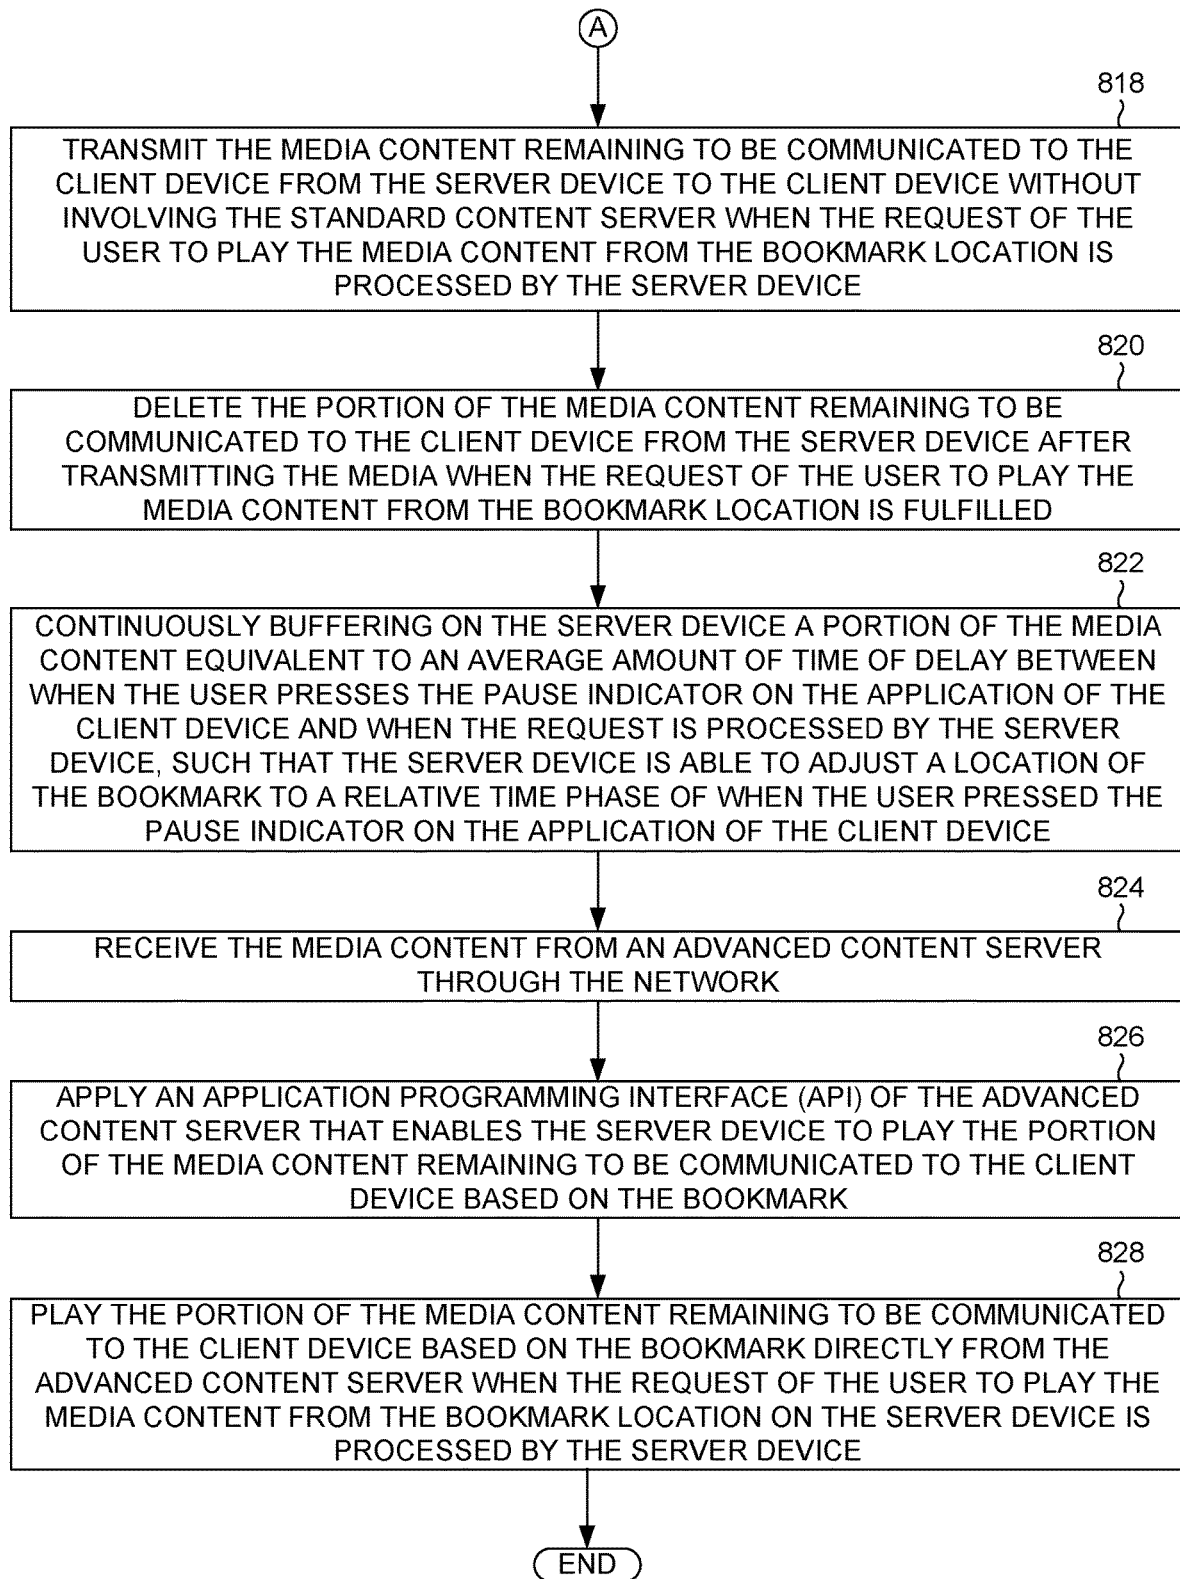 A
818
TRANSMIT THE MEDIA CONTENT REMAINING TO BE COMMUNICATED TO THE
CLIENT DEVICE FROM THE SERVER DEVICE TO THE CLIENT DEVICE WITHOUT
INVOLVING THE STANDARD CONTENT SERVER WHEN THE REQUEST OF THE
USER TO PLAY THE MEDIA CONTENT FROM THE BOOKMARK LOCATION IS
PROCESSED BY THE SERVER DEVICE
820
DELETE THE PORTION OF THE MEDIA CONTENT REMAINING TO BE
COMMUNICATED TO THE CLIENT DEVICE FROM THE SERVER DEVICE AFTER
TRANSMITTING THE MEDIA WHEN THE REQUEST OF THE USER TO PLAY THE
MEDIA CONTENT FROM THE BOOKMARK LOCATION IS FULFILLED
822
CONTINUOUSLY BUFFERING ON THE SERVER DEVICE A PORTION OF THE MEDIA
CONTENT EQUIVALENT TO AN AVERAGE AMOUNT OF TIME OF DELAY BETWEEN
WHEN THE USER PRESSES THE PAUSE INDICATOR ON THE APPLICATION OF THE
CLIENT DEVICE AND WHEN THE REQUEST IS PROCESSED BY THE SERVER
DEVICE, SUCH THAT THE SERVER DEVICE IS ABLE TO ADJUST A LOCATION OF
THE BOOKMARK TO A RELATIVE TIME PHASE OF WHEN THE USER PRESSED THE
PAUSE INDICATOR ON THE APPLICATION OF THE CLIENT DEVICE
824
RECEIVE THE MEDIA CONTENT FROM AN ADVANCED CONTENT SERVER
THROUGH THE NETWORK
826
APPLY AN APPLICATION PROGRAMMING INTERFACE (API) OF THE ADVANCED
CONTENT SERVER THAT ENABLES THE SERVER DEVICE TO PLAY THE PORTION
OF THE MEDIA CONTENT REMAINING TO BE COMMUNICATED TO THE CLIENT
DEVICE BASED ON THE BOOKMARK
828
PLAY THE PORTION OF THE MEDIA CONTENT REMAINING TO BE COMMUNICATED
TO THE CLIENT DEVICE BASED ON THE BOOKMARK DIRECTLY FROM THE
ADVANCED CONTENT SERVER WHEN THE REQUEST OF THE USER TO PLAY THE
MEDIA CONTENT FROM THE BOOKMARK LOCATION ON THE SERVER DEVICE IS
PROCESSED BY THE SERVER DEVICE
END